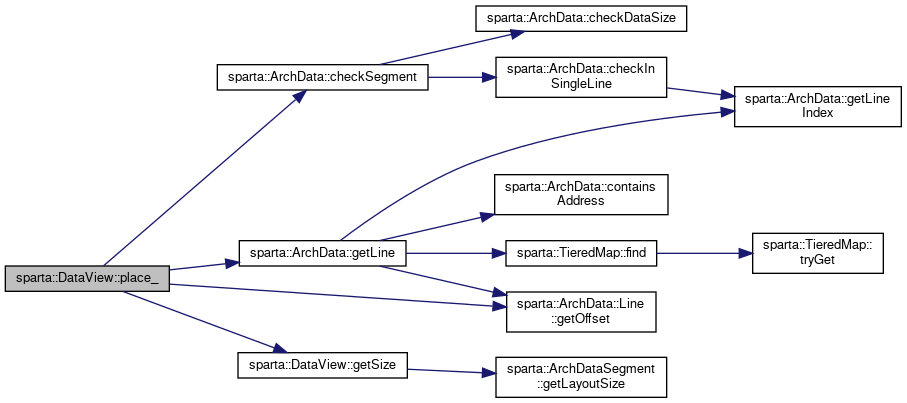 sparta::ArchData::checkDataSize
sparta::ArchData::checkSegment
sparta::ArchData::checkIn
SingleLine
sparta::ArchData::getLine
Index
sparta::ArchData::contains
Address
sparta::ArchData::getLine
sparta::TieredMap::find
sparta::TieredMap::
tryGet
sparta::DataView::place_
sparta::ArchData::Line
::getOffset
sparta::DataView::getSize
sparta::ArchDataSegment
::getLayoutSize